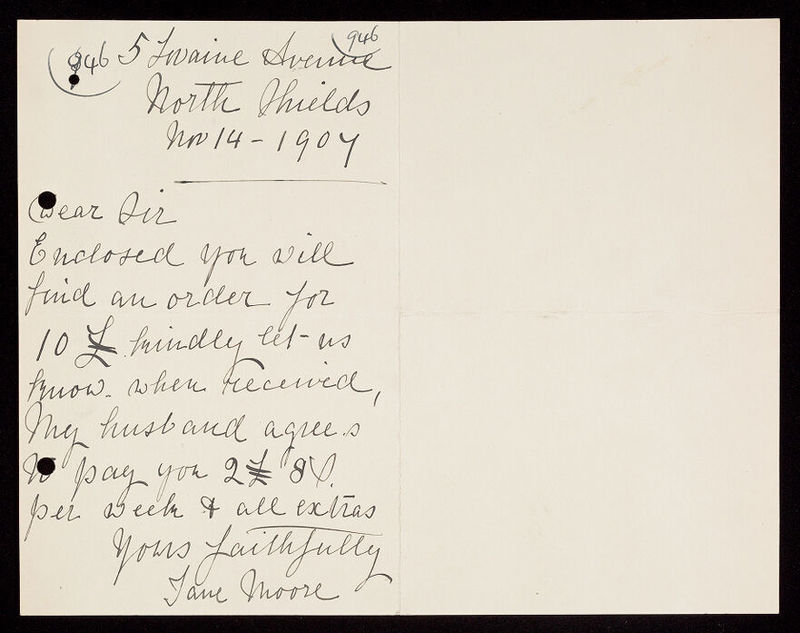 946
946 5 Lovaine Avenue
North Shields
Nov 14 - 1907
Dear Sir
Enclosed you will
find an order for
10 £ kindly let us
know. when received,
My husband agrees
to pay you 2 £ 8/.
per week & all extras
Yours faithfully
Jane Moore